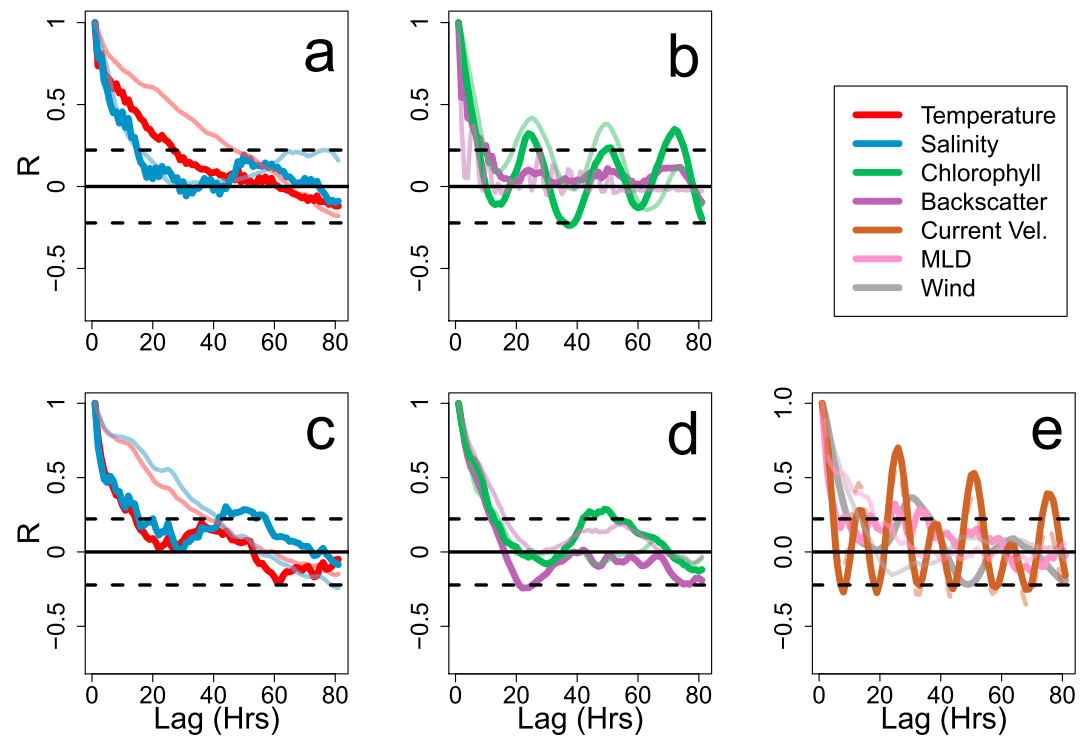 a
R
1
0.5
0
−0.5
0 20 40 60 80
b
1
0.5
0
−0.5
0 20 40 60 80
Temperature
Salinity
Chlorophyll
Backscatter
Current Vel.
MLD
Wind
c
R
1
0.5
0
−0.5
0 20 40 60 80
Lag (Hrs)
d
1
0.5
0
−0.5
0 20 40 60 80
Lag (Hrs)
e
1.0
0.5
0.0
−0.5
0 20 40 60 80
Lag (Hrs)